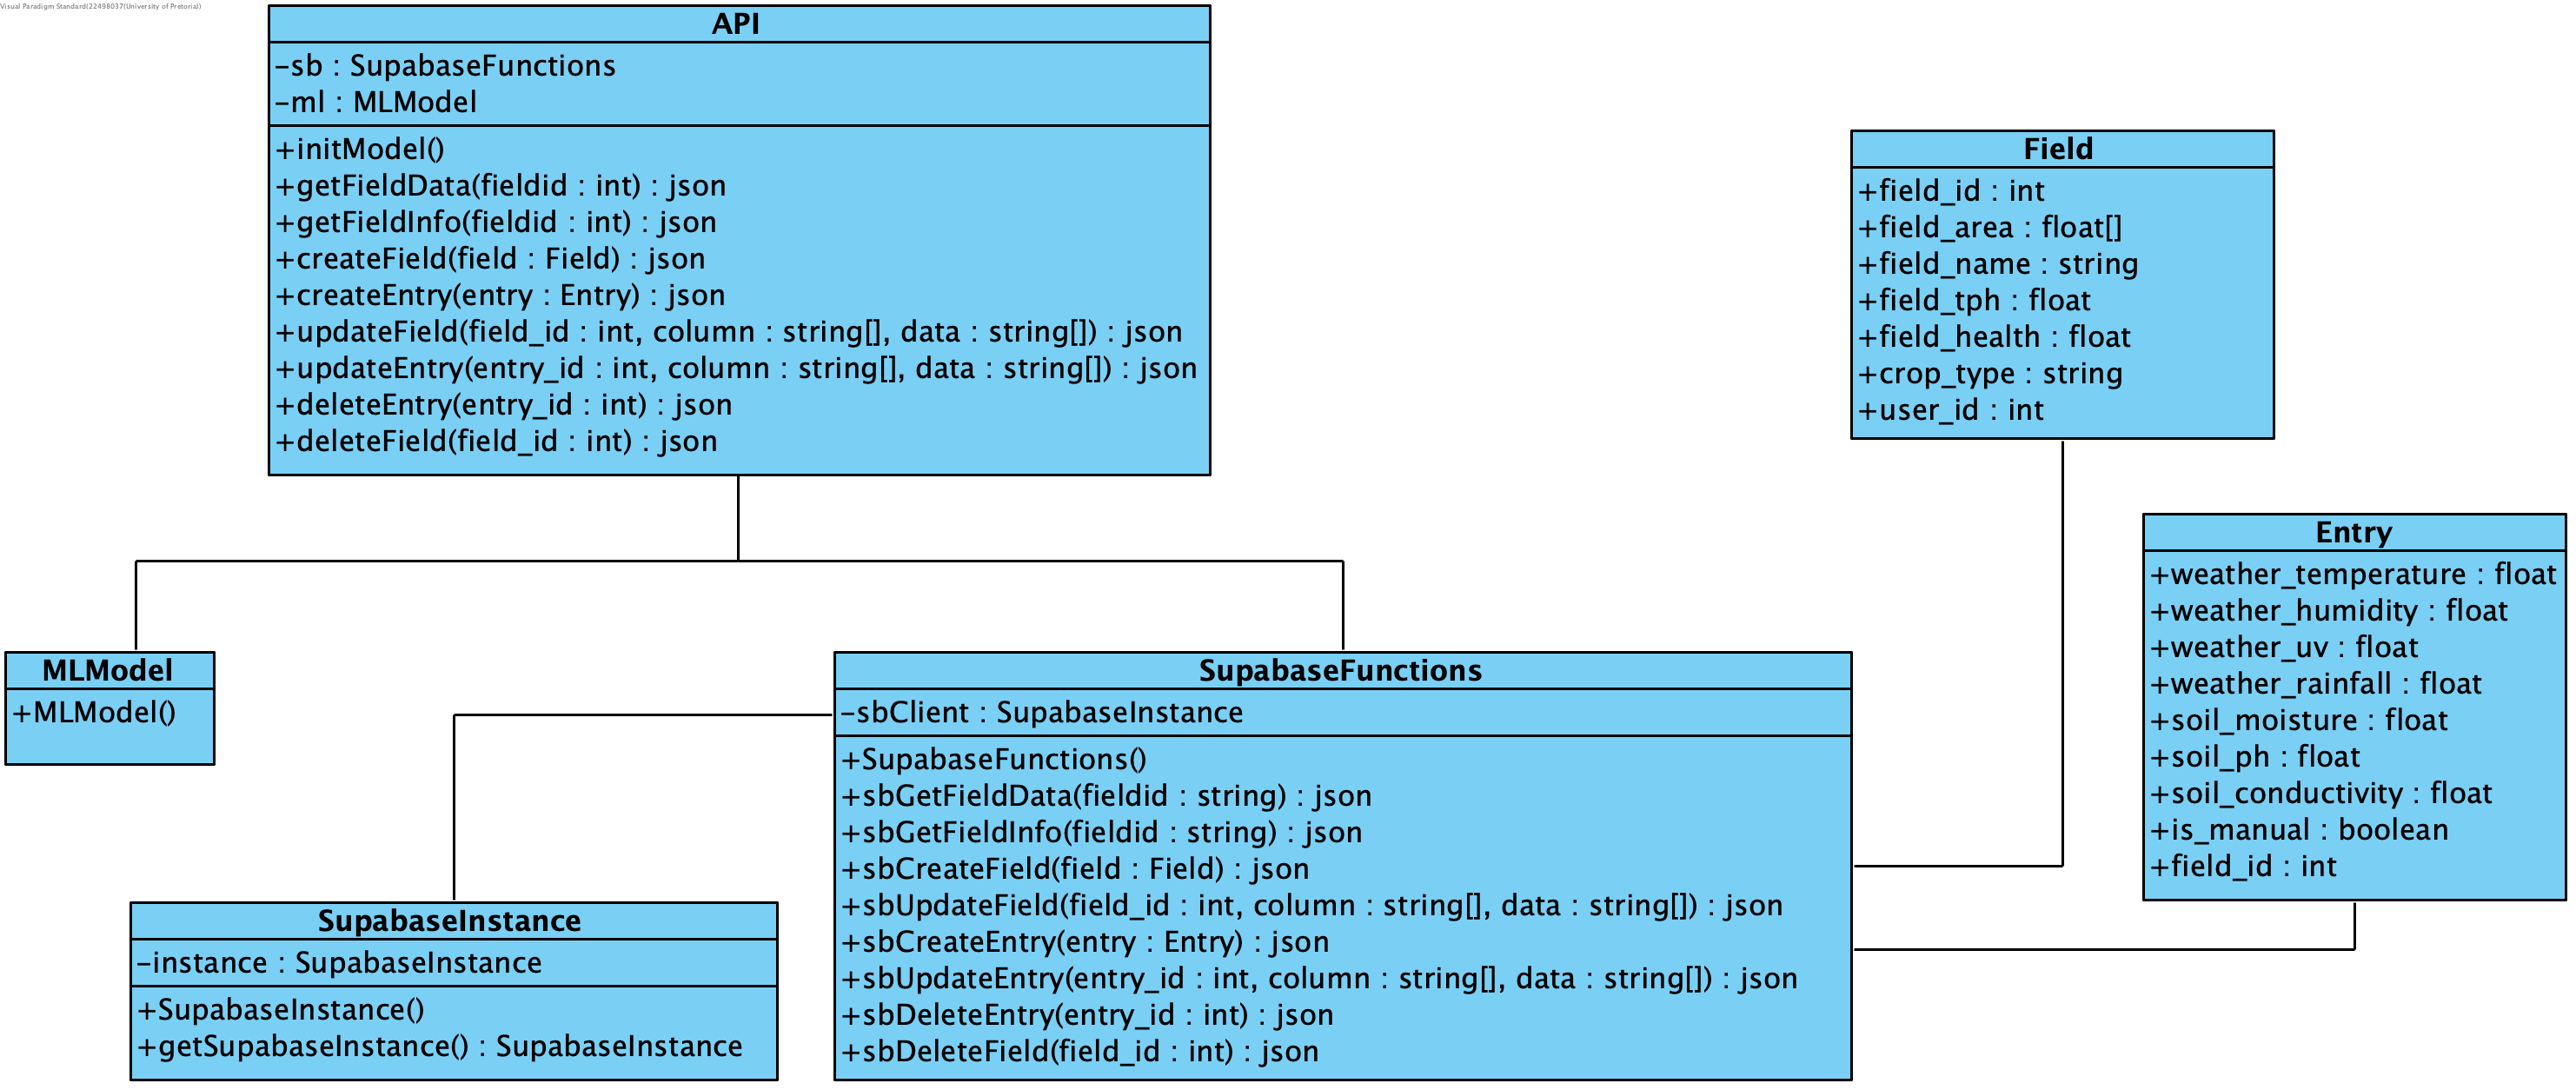 Visual Paradigm Standard(22498037(University of Pretoria))
API
-sb : SupabaseFunctions
-ml : MLModel
+initModel()
+getFieldData(fieldid : int) : json
+getFieldInfo(fieldid : int) : json
+createField(field : Field) : json
+createEntry(entry : Entry) : json
+updateField(field_id : int, column : string[], data : string[]) : json
+updateEntry(entry_id : int, column : string[], data : string[]) : json
+deleteEntry(entry_id : int) : json
+deleteField(field_id : int) : json
Field
+field_id : int
+field_area : float[]
+field_name : string
+field_tph : float
+field_health : float
+crop_type : string
+user_id : int
Entry
+weather_temperature : float
+weather_humidity : float
+weather_uv : float
+weather_rainfall : float
+soil_moisture : float
+soil_ph : float
+soil_conductivity : float
+is_manual : boolean
+field_id : int
MLModel
+MLModel()
SupabaseFunctions
-sbClient : SupabaseInstance
+SupabaseFunctions()
+sbGetFieldData(fieldid : string) : json
+sbGetFieldInfo(fieldid : string) : json
+sbCreateField(field : Field) : json
+sbUpdateField(field_id : int, column : string[], data : string[]) : json
+sbCreateEntry(entry : Entry) : json
+sbUpdateEntry(entry_id : int, column : string[], data : string[]) : json
+sbDeleteEntry(entry_id : int) : json
+sbDeleteField(field_id : int) : json
SupabaseInstance
-instance : SupabaseInstance
+SupabaseInstance()
+getSupabaseInstance() : SupabaseInstance